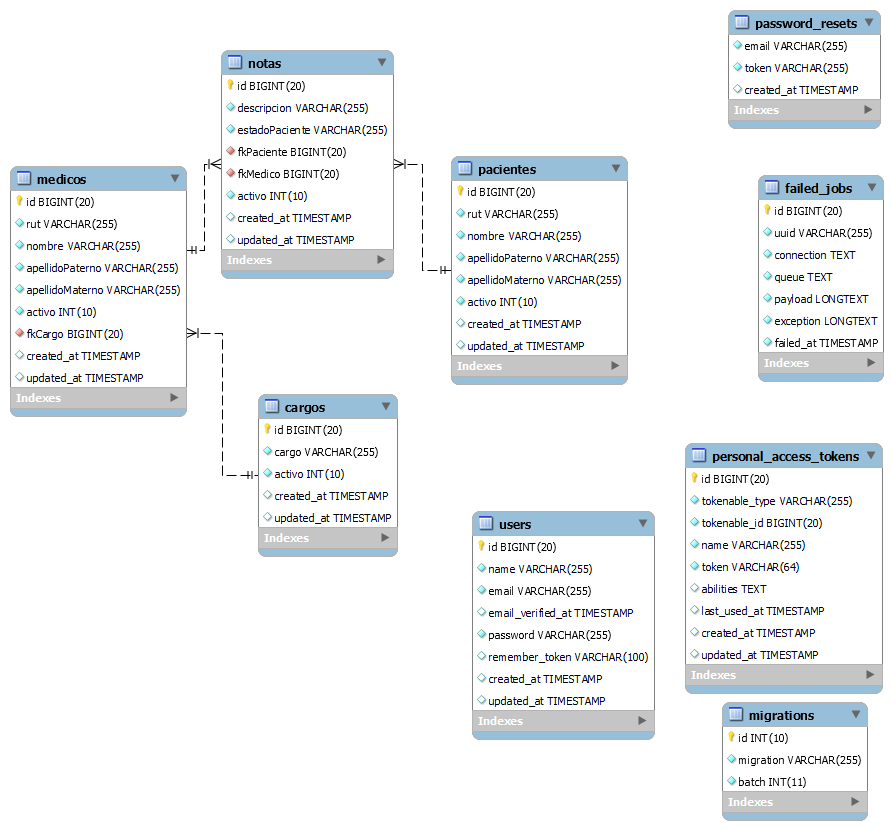 notas
id BIGINT(20)
descripcion VARCHAR(255)
estadoPaciente VARCHAR(255)
fkPaciente BIGINT(20)
fkMedico BIGINT(20)
activo INT(10)
created_at TIMESTAMP
updated_at TIMESTAMP
Indexes
medicos
id BIGINT(20)
rut VARCHAR(255)
nombre VARCHAR(255)
apellidoPaterno VARCHAR(255)
apellidoMaterno VARCHAR(255)
activo INT(10)
fkCargo BIGINT(20)
created_at TIMESTAMP
updated_at TIMESTAMP
Indexes
pacientes
id BIGINT(20)
rut VARCHAR(255)
nombre VARCHAR(255)
apellidoPaterno VARCHAR(255)
apellidoMaterno VARCHAR(255)
activo INT(10)
created_at TIMESTAMP
updated_at TIMESTAMP
Indexes
cargos
id BIGINT(20)
cargo VARCHAR(255)
activo INT(10)
created_at TIMESTAMP
updated_at TIMESTAMP
Indexes
users
id BIGINT(20)
name VARCHAR(255)
email VARCHAR(255)
email_verified_at TIMESTAMP
password VARCHAR(255)
remember_token VARCHAR(100)
created_at TIMESTAMP
updated_at TIMESTAMP
Indexes
password_resets
email VARCHAR(255)
token VARCHAR(255)
created_at TIMESTAMP
Indexes
failed_jobs
id BIGINT(20)
uuid VARCHAR(255)
connection TEXT
queue TEXT
payload LONGTEXT
exception LONGTEXT
failed_at TIMESTAMP
Indexes
personal_access_tokens
id BIGINT(20)
tokenable_type VARCHAR(255)
tokenable_id BIGINT(20)
name VARCHAR(255)
token VARCHAR(64)
abilities TEXT
last_used_at TIMESTAMP
created_at TIMESTAMP
updated_at TIMESTAMP
Indexes
migrations
id INT(10)
migration VARCHAR(255)
batch INT(11)
Indexes